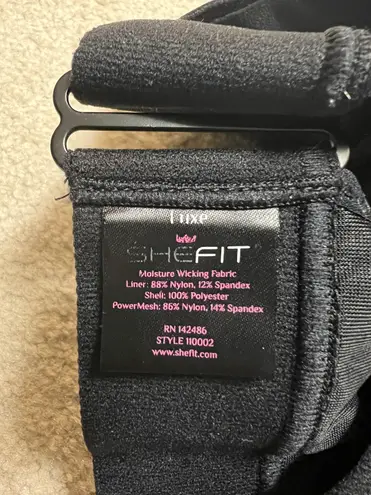 Luxe
SHEFIT
Moisture Wicking Fabric
Liner: 88% Nylon, 12% Spandex
Shell: 100% Polyester
PowerMesh: 86% Nylon, 14% Spandex
RN 142486
STYLE 110002
www.shefit.com